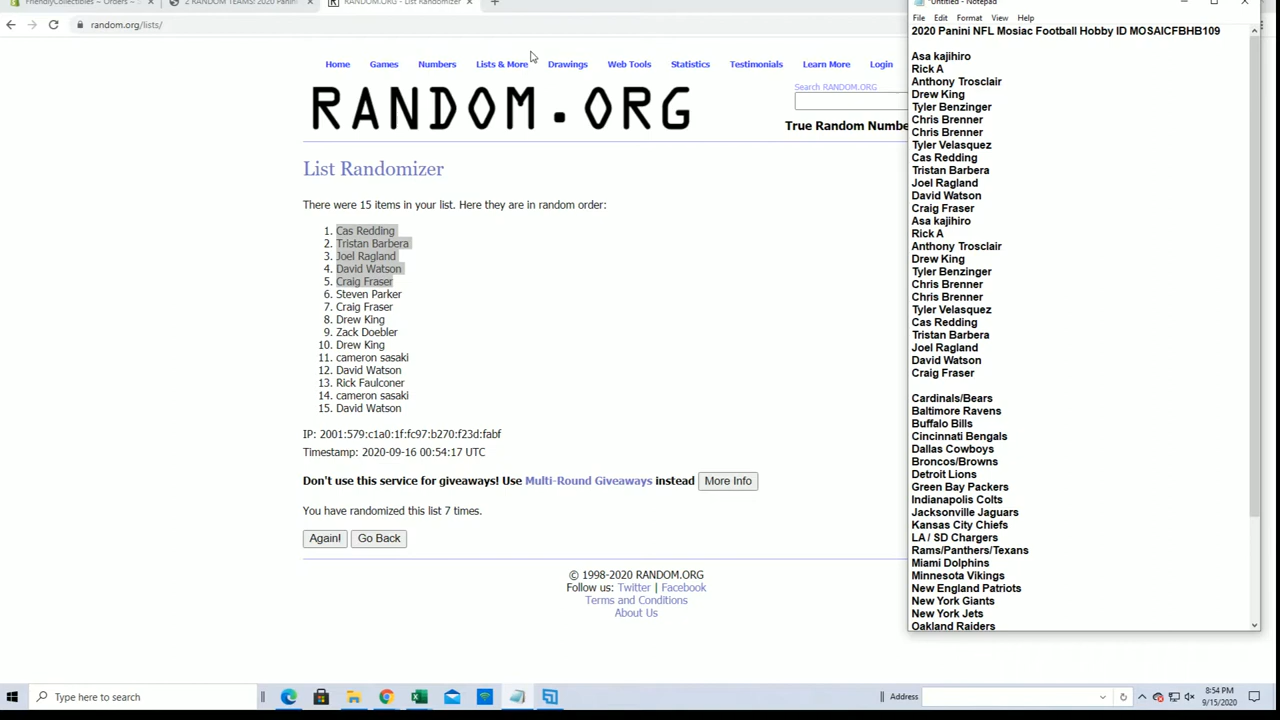 FriendlyCollectibles - Orders -
2 RANDOM TEAMS: 2020 Panini
RANDOM.ORG - List Randomizer
random.org/lists/
Home Games Numbers Lists & More Drawings Web Tools Statistics Testimonials Learn More Login
RANDOM.ORG
Search RANDOM.ORG
True Random Numbe
List Randomizer
There were 15 items in your list. Here they are in random order:
1. Cas Redding
2. Tristan Barbera
3. Joel Ragland
4. David Watson
5. Craig Fraser
6. Steven Parker
7. Craig Fraser
8. Drew King
9. Zack Doebler
10. Drew King
11. cameron sasaki
12. David Watson
13. Rick Faulconer
14. cameron sasaki
15. David Watson
IP: 2001:579:c1a0:1f:fc97:b270:f23d:fabf
Timestamp: 2020-09-16 00:54:17 UTC
Don't use this service for giveaways! Use Multi-Round Giveaways instead More Info
You have randomized this list 7 times.
Again! Go Back
© 1998-2020 RANDOM.ORG
Follow us: Twitter | Facebook
Terms and Conditions
About Us
*Untitled - Notepad
File Edit Format View Help
2020 Panini NFL Mosiac Football Hobby ID MOSAICFBHB109
Asa kajihiro
Rick A
Anthony Trosclair
Drew King
Tyler Benzinger
Chris Brenner
Chris Brenner
Tyler Velasquez
Cas Redding
Tristan Barbera
Joel Ragland
David Watson
Craig Fraser
Asa kajihiro
Rick A
Anthony Trosclair
Drew King
Tyler Benzinger
Chris Brenner
Chris Brenner
Tyler Velasquez
Cas Redding
Tristan Barbera
Joel Ragland
David Watson
Craig Fraser
Cardinals/Bears
Baltimore Ravens
Buffalo Bills
Cincinnati Bengals
Dallas Cowboys
Broncos/Browns
Detroit Lions
Green Bay Packers
Indianapolis Colts
Jacksonville Jaguars
Kansas City Chiefs
LA / SD Chargers
Rams/Panthers/Texans
Miami Dolphins
Minnesota Vikings
New England Patriots
New York Giants
New York Jets
Oakland Raiders
Type here to search
Address
8:54 PM
9/15/2020